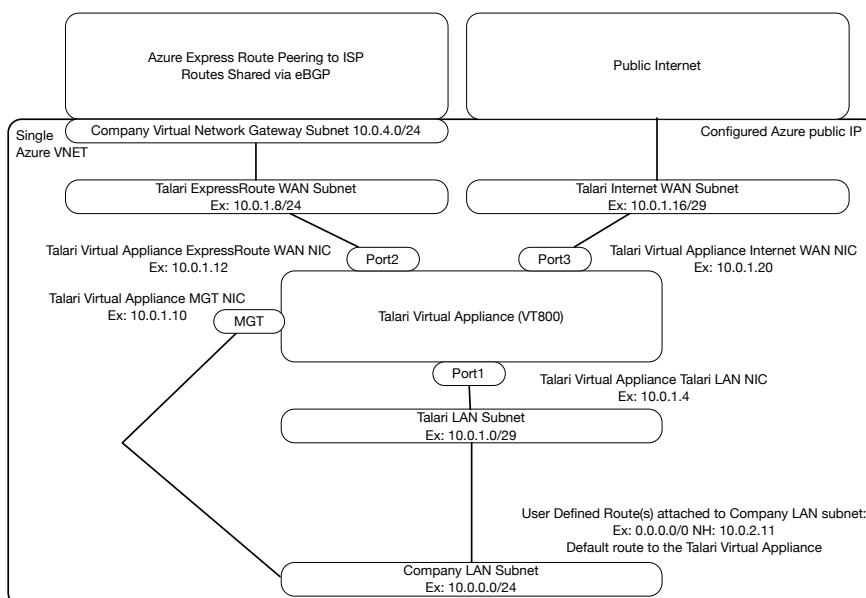 Azure Express Route Peering to ISP
Routes Shared via eBGP
Public Internet
Single
Azure VNET
Company Virtual Network Gateway Subnet 10.0.4.0/24
Configured Azure public IP
Talari ExpressRoute WAN Subnet
Ex: 10.0.1.8/24
Talari Internet WAN Subnet
Ex: 10.0.1.16/29
Talari Virtual Appliance ExpressRoute WAN NIC
Ex: 10.0.1.12
Port2
Port3
Talari Virtual Appliance Internet WAN NIC
Ex: 10.0.1.20
Talari Virtual Appliance MGT NIC
Ex: 10.0.1.10
MGT
Talari Virtual Appliance (VT800)
Port1
Talari Virtual Appliance Talari LAN NIC
Ex: 10.0.1.4
Talari LAN Subnet
Ex: 10.0.1.0/29
User Defined Route(s) attached to Company LAN subnet:
Ex: 0.0.0.0/0 NH: 10.0.2.11
Default route to the Talari Virtual Appliance
Company LAN Subnet
Ex: 10.0.0.0/24